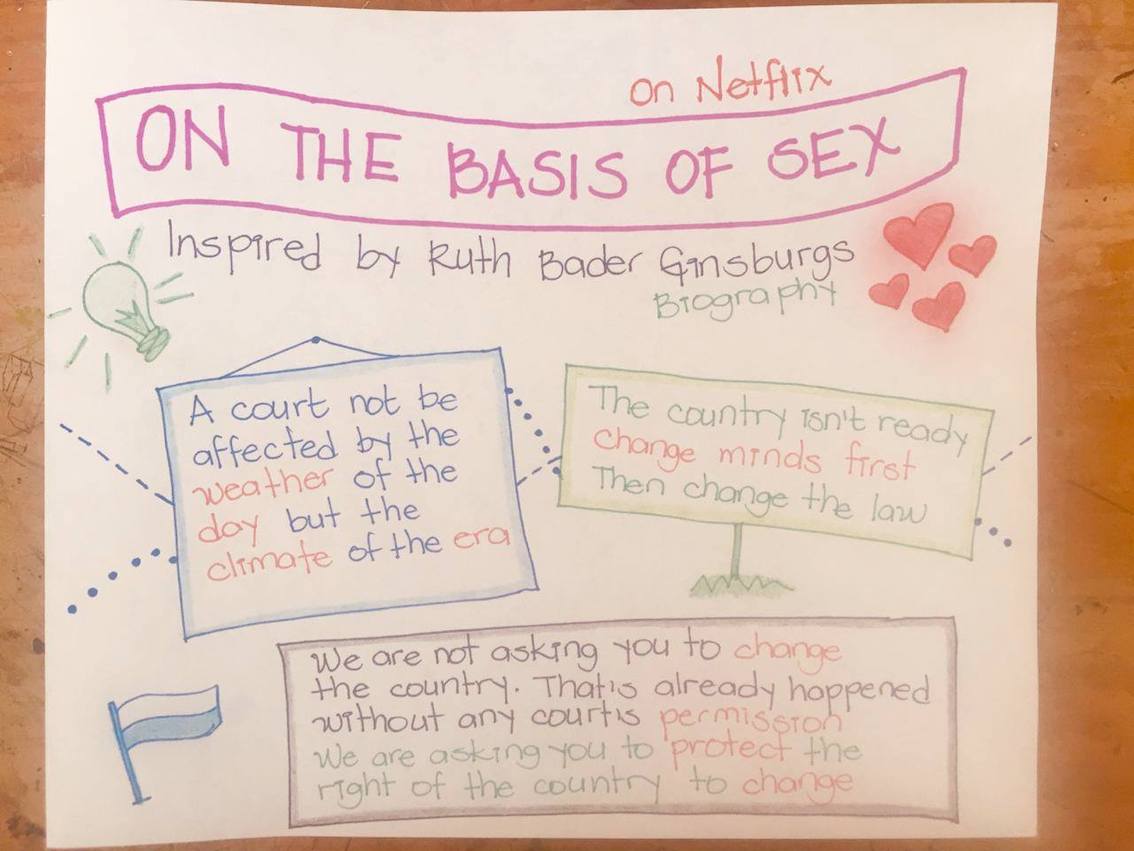 on Netflix
ON THE BASIS OF SEX
Inspired by Ruth Bader Ginsburgs
Biography
A court not be
affected by the
weather of the
day but the
climate of the era
The country isn't ready
change minds first
Then change the law
We are not asking you to change
the country. That's already happened
without any court's permission
We are asking you to protect the
right of the country to change